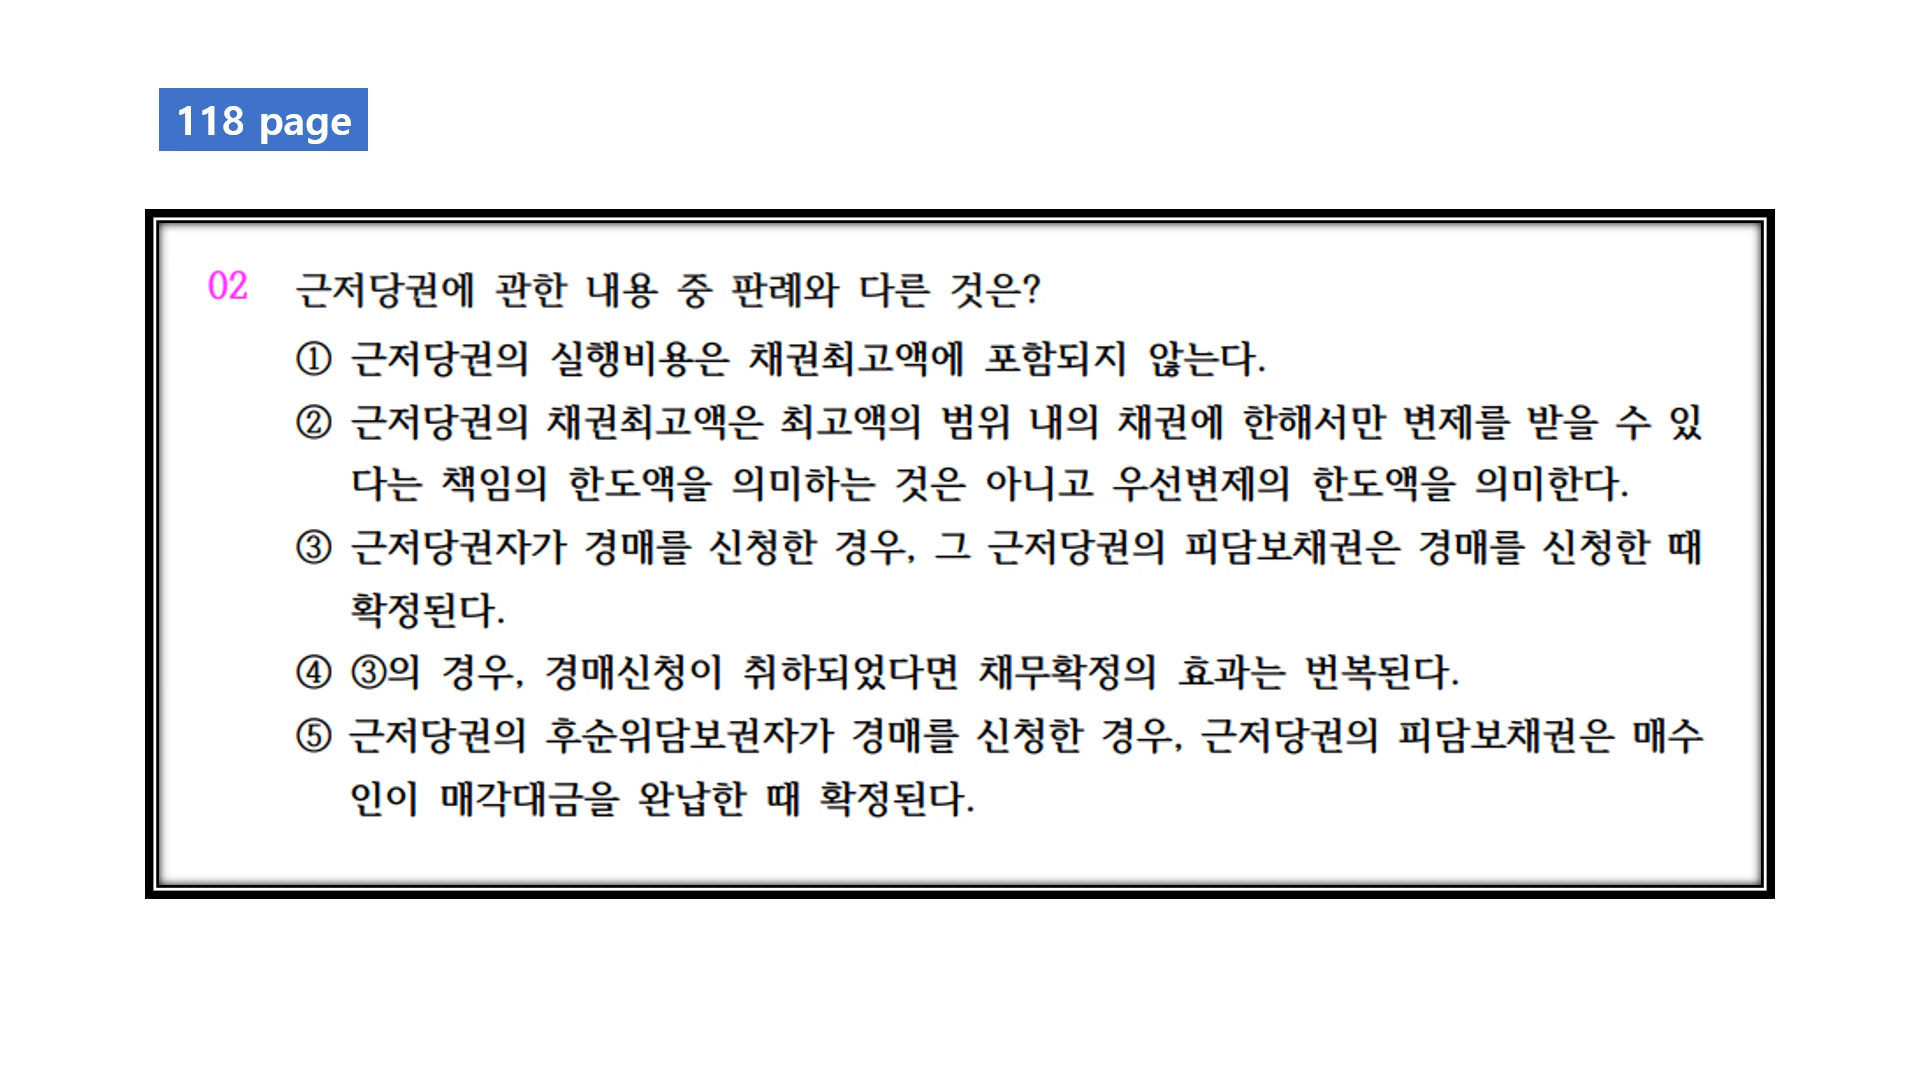 118 page
02 근저당권에 관한 내용 중 판례와 다른 것은?
① 근저당권의 실행비용은 채권최고액에 포함되지 않는다.
② 근저당권의 채권최고액은 최고액의 범위 내의 채권에 한해서만 변제를 받을 수 있
다는 책임의 한도액을 의미하는 것은 아니고 우선변제의 한도액을 의미한다.
③ 근저당권자가 경매를 신청한 경우, 그 근저당권의 피담보채권은 경매를 신청한 때
확정된다.
④ ③의 경우, 경매신청이 취하되었다면 채무확정의 효과는 번복된다.
⑤ 근저당권의 후순위담보권자가 경매를 신청한 경우, 근저당권의 피담보채권은 매수
인이 매각대금을 완납한 때 확정된다.